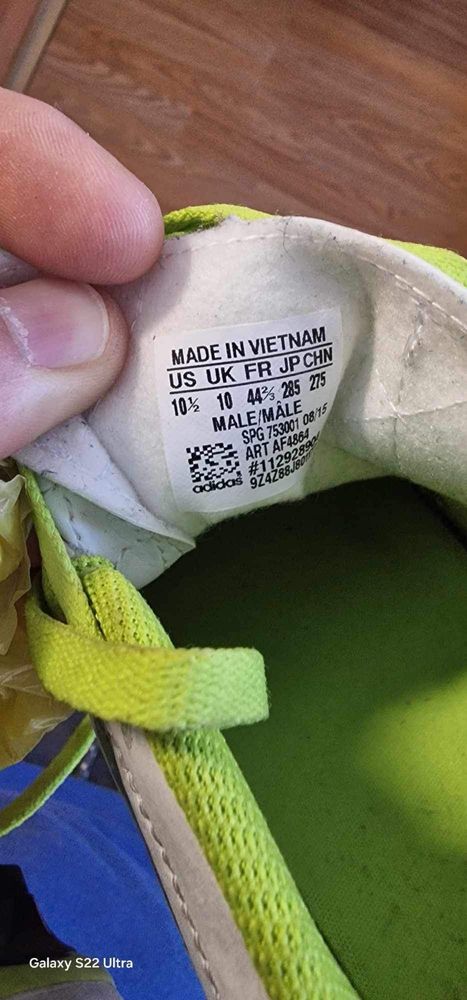 MADE IN VIETNAM
US UK FR JP CHN
10½ 10 44⅔ 285 275
MALE/MÂLE
SPG 753001 08/15
ART AF4864
adidas
Galaxy S22 Ultra